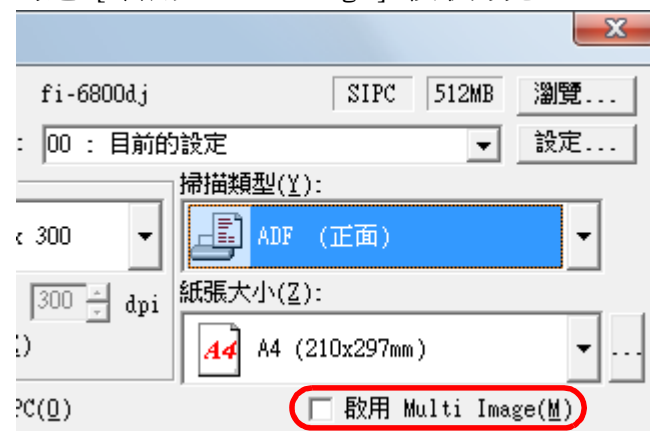 fi-6800dj SIPC 512MB 瀏覽...
: 00 : 目前的設定 設定...
掃描類型(Y):
x 300 ADF (正面)
300 dpi 紙張大小(Z):
A4 A4 (210x297mm) ...
PC(Q) 啟用 Multi Image(M)